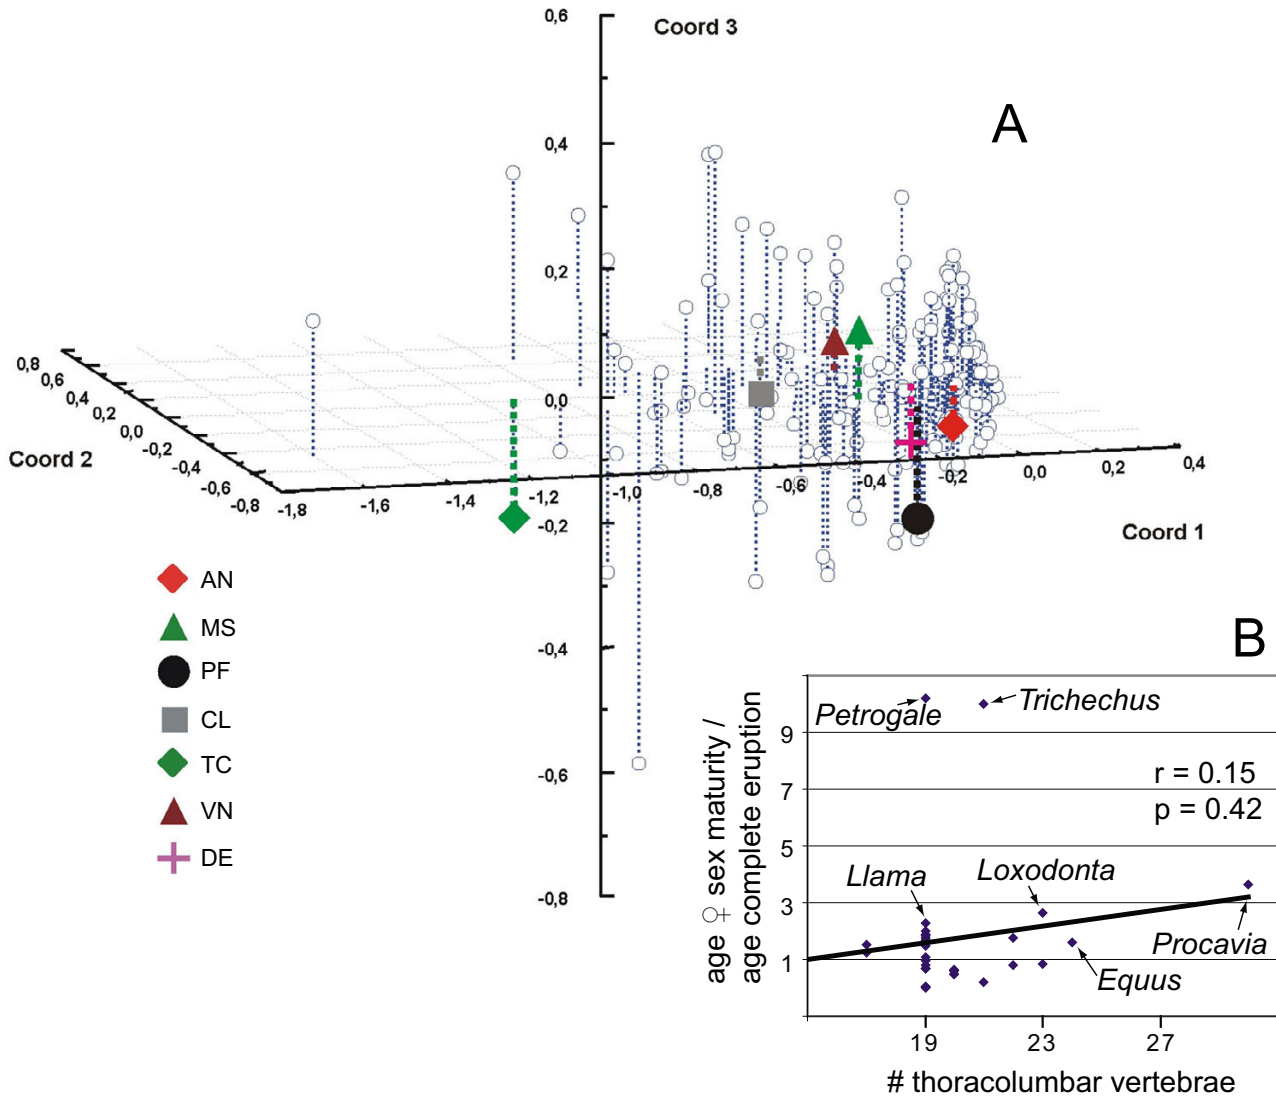 Coord 3
A
0,6
0,4
0,2
0,0
-0,2
-0,4
-0,6
-0,8
0,8
0,6
0,4
0,2
0,0
-0,2
-0,4
-0,6
-0,8
Coord 2
-1,8
-1,6
-1,4
-1,2
-1,0
-0,8
-0,6
-0,4
-0,2
0,0
0,2
0,4
Coord 1
AN
MS
PF
CL
TC
VN
DE
B
Petrogale
Trichechus
r = 0.15
p = 0.42
Llama
Loxodonta
Procavia
Equus
9
7
5
3
1
age ♀ sex maturity /
age complete eruption
19
23
27
# thoracolumbar vertebrae